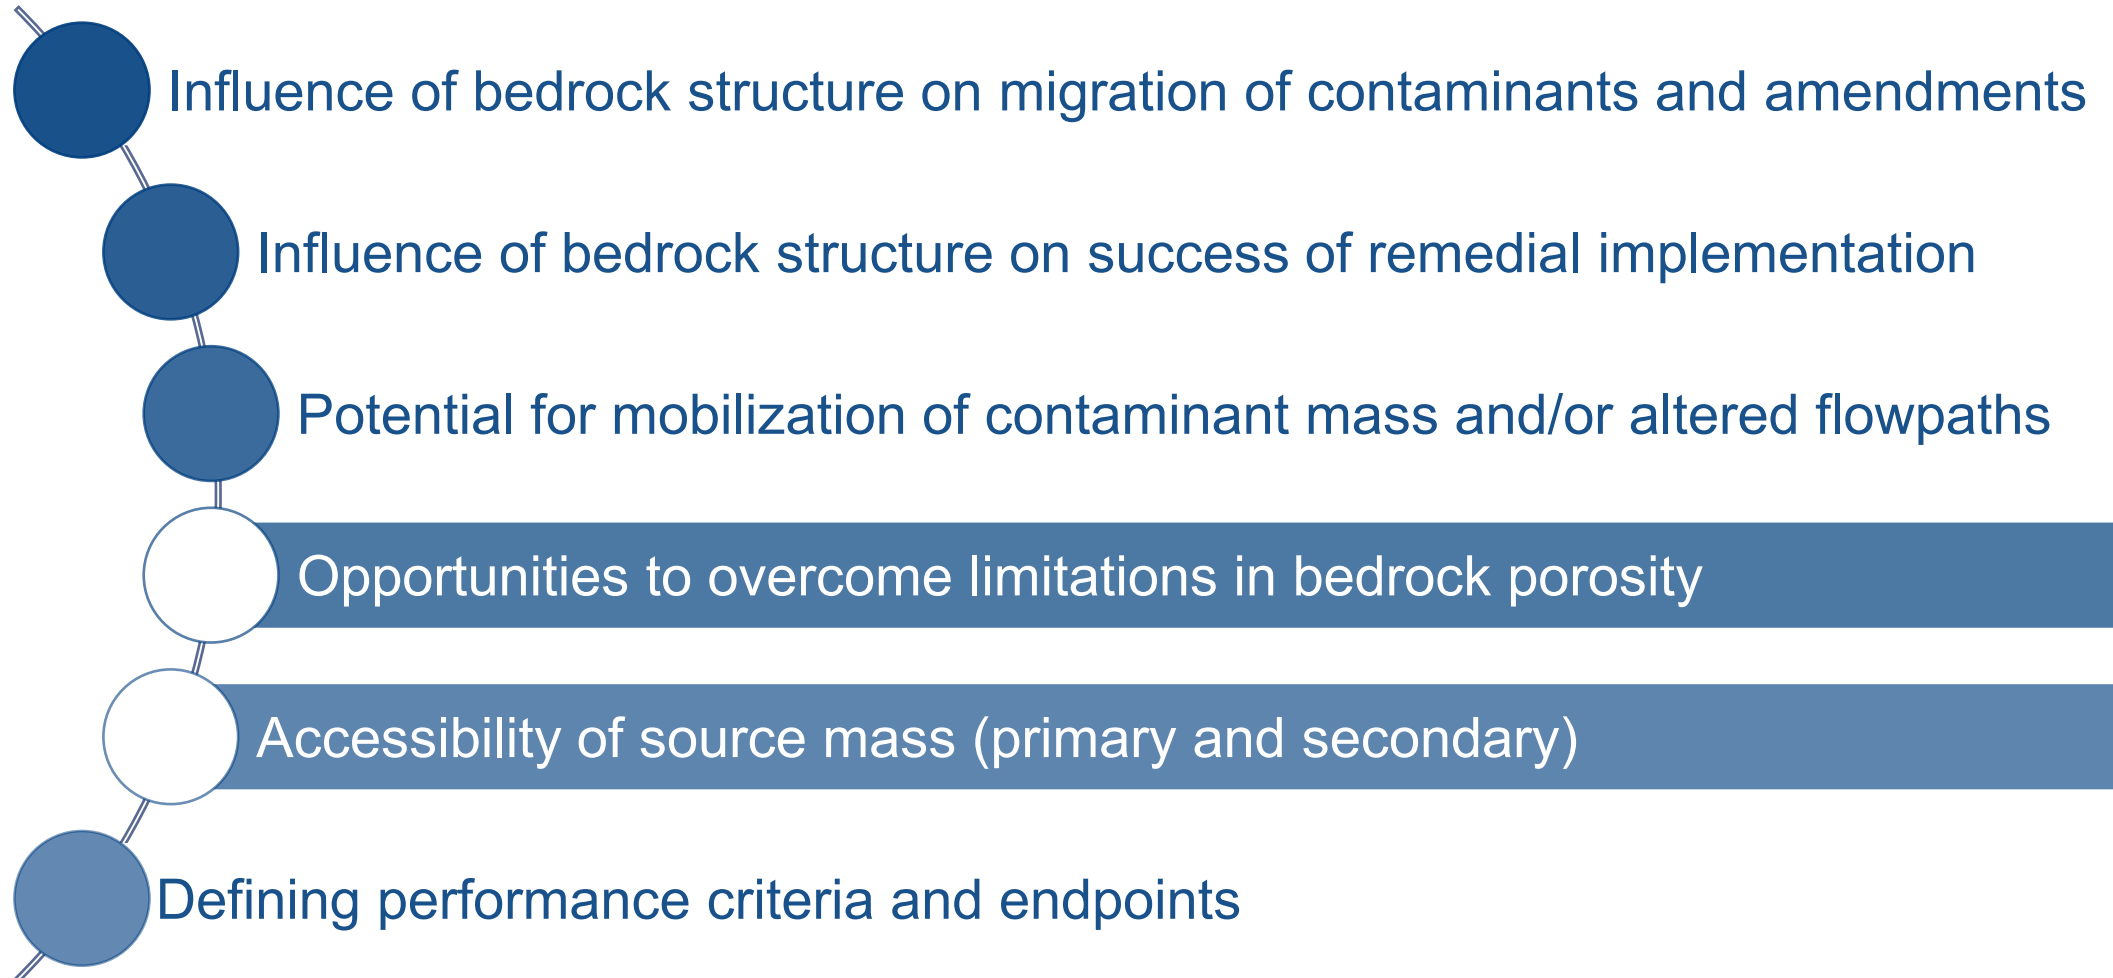 Influence of bedrock structure on migration of contaminants and amendments
Influence of bedrock structure on success of remedial implementation
Potential for mobilization of contaminant mass and/or altered flowpaths
Opportunities to overcome limitations in bedrock porosity
Accessibility of source mass (primary and secondary)
Defining performance criteria and endpoints